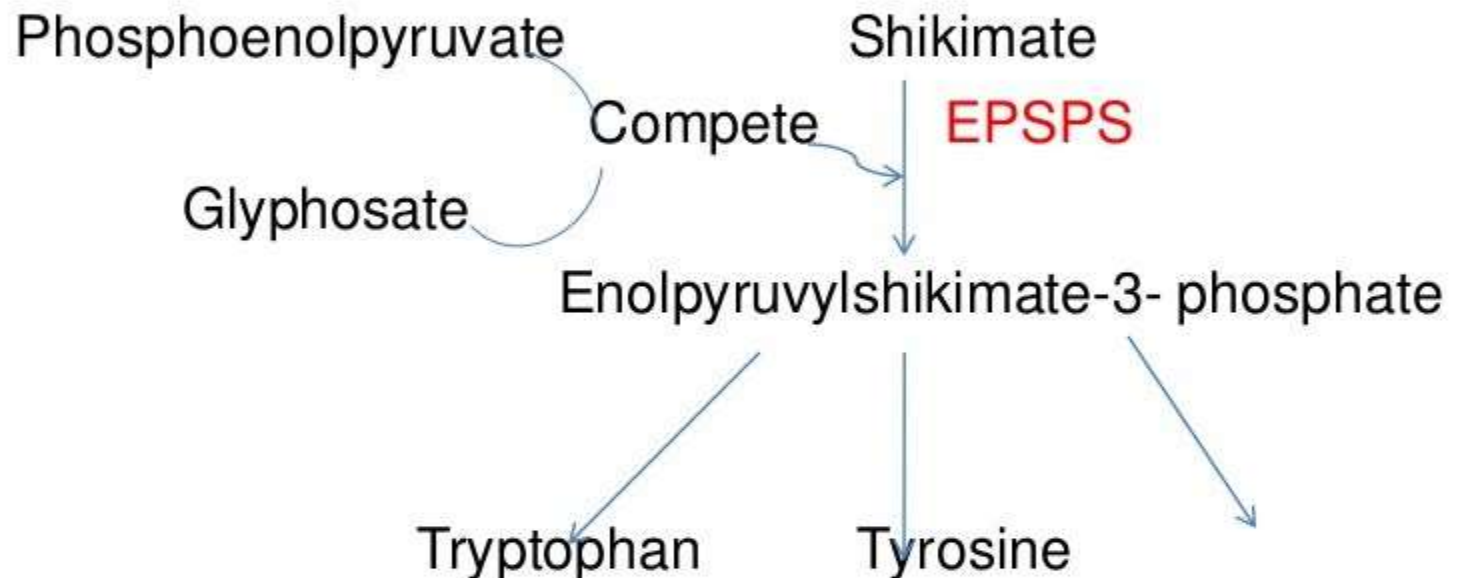 Phosphoenolpyruvate
Shikimate
Compete
EPSPS
Glyphosate
Enolpyruvylshikimate-3- phosphate
Tryptophan
Tyrosine